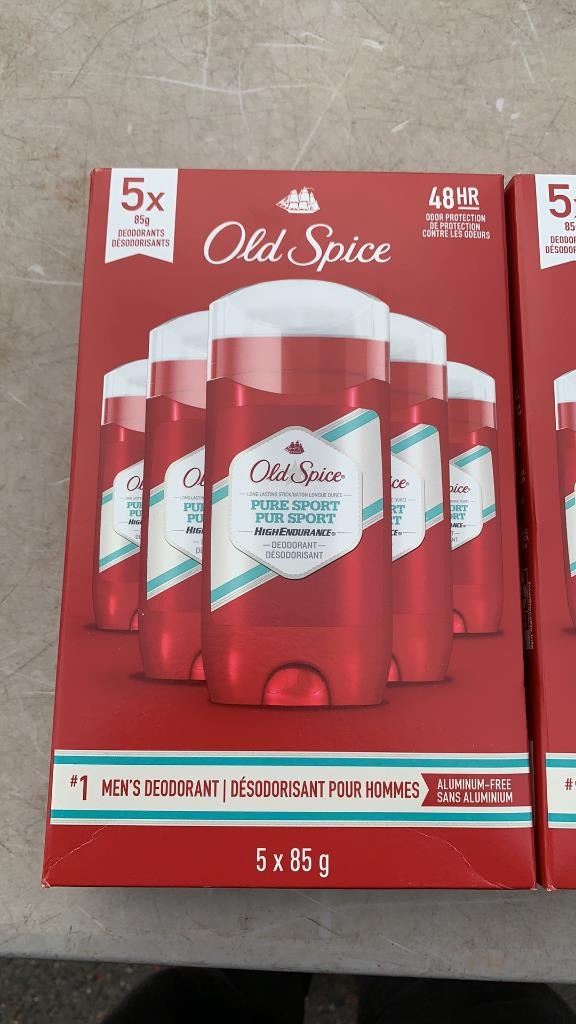 5x
85g
DEODORANTS
DÉSODORISANTS
48HR
ODOR PROTECTION
DE PROTECTION
CONTRE LES ODEURS
Old Spice
Old Spice
LONG LASTING STICK/BÂTON LONGUE DURÉE
PURE SPORT
PUR SPORT
HIGH ENDURANCE®
DEODORANT
DÉSODORISANT
#1 MEN'S DEODORANT | DÉSODORISANT POUR HOMMES
ALUMINUM-FREE
SANS ALUMINIUM
5 x 85 g